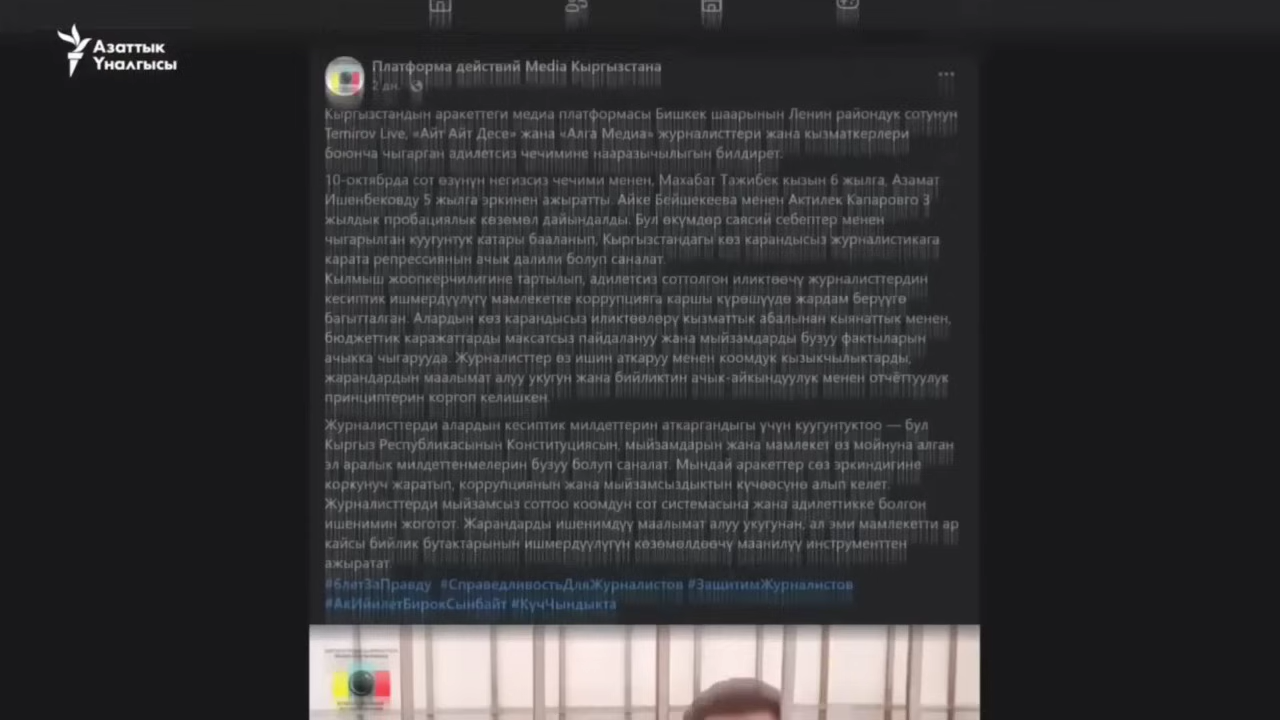 Азаттык
Үналгысы
Платформа действий Media Кыргызстана
2 дн.
Кыргызстандын аракеттеги медиа платформасы Бишкек шаарынын Ленин райондук сотунун
Temirov Live, «Айт Айт Десе» жана «Алга Медиа» журналисттери жана кызматкерлери
боюнча чыгарган адилетсиз чечимине нааразычылыгын билдирет.
10-октябрда сот өзүнүн негизсиз чечими менен, Махабат Тажибек кызын 6 жылга, Азамат
Ишенбековду 5 жылга эркинен ажыратты. Айке Бейшекеева менен Актилек Капаровго 3
жылдык пробациялык көзөмөл дайындалды. Бул өкүмдөр саясий себептер менен
чыгарылган куугунтук катары бааланып, Кыргызстандагы көз карандысыз журналистикага
карата репрессиянын ачык далили болуп саналат.
Кылмыш жоопкерчилигине тартылып, адилетсиз соттолгон иликтөөчү журналисттердин
кесиптик ишмердүүлүгү мамлекетке коррупцияга каршы күрөшүүдө жардам берүүгө
багытталган. Алардын көз карандысыз иликтөөлөрү кызматтык абалынан кыянаттык менен,
бюджеттик каражаттарды максатсыз пайдалануу жана мыйзамдарды бузуу фактыларын
ачыкка чыгарууда. Журналисттер өз ишин аткаруу менен коомдук кызыкчылыктарды,
жарандардын маалымат алуу укугун жана бийликтин ачык-айкындуулук менен отчёттуулук
принциптерин коргоп келишкен.
Журналисттерди алардын кесиптик милдеттерин аткаргандыгы үчүн куугунтуктоо — бул
Кыргыз Республикасынын Конституциясын, мыйзамдарын жана мамлекет өз мойнуна алган
эл аралык милдеттенмелерин бузуу болуп саналат. Мындай аракеттер сөз эркиндигине
коркунуч жаратып, коррупциянын жана мыйзамсыздыктын күчөөсүнө алып келет.
Журналисттерди мыйзамсыз соттоо коомдун сот системасына жана адилеттикке болгон
ишенимин жоготот. Жарандарды ишенимдүү маалымат алуу укугунан, ал эми мамлекетти ар
кайсы бийлик бутактарынын ишмердүүлүгүн көзөмөлдөөчү маанилүү инструменттен
ажыратат.
#6летЗаПравду #СправедливостьДляЖурналистов #ЗащитимЖурналистов
#АкИйилетБирокСынбайт #КүчЧындыкта